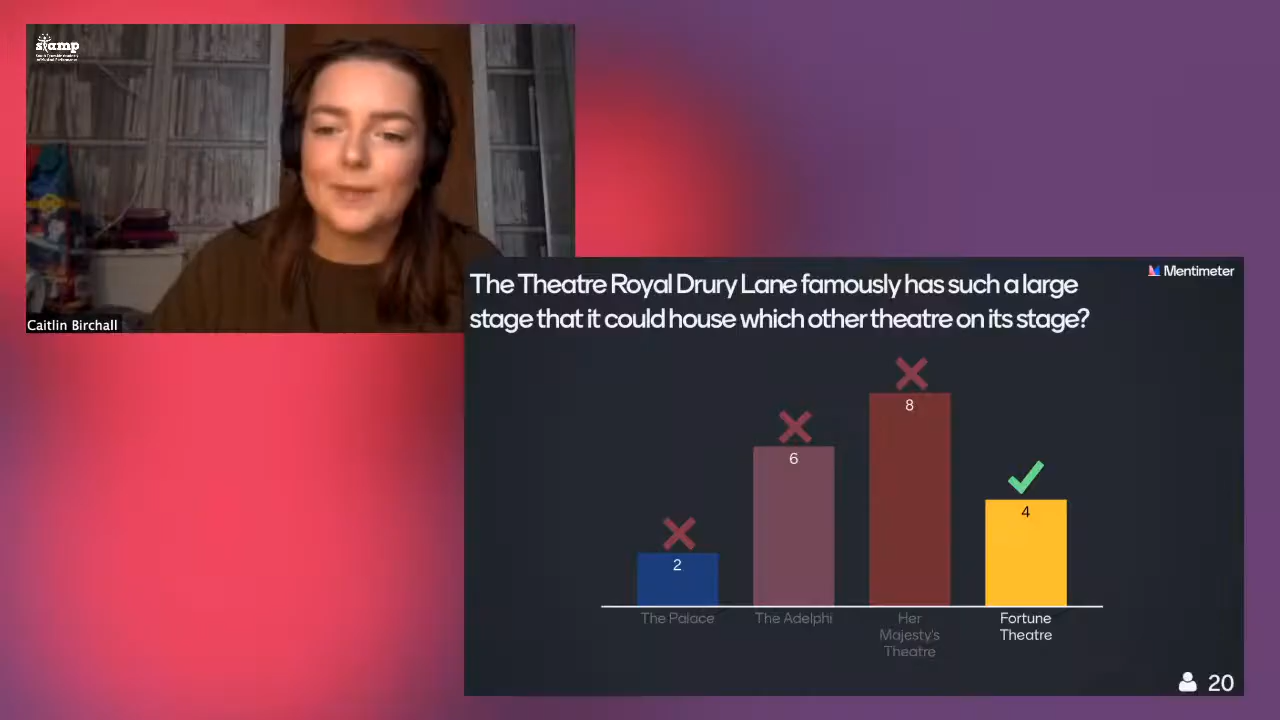 stamp
Caitlin Birchall
Mentimeter
The Theatre Royal Drury Lane famously has such a large
stage that it could house which other theatre on its stage?
2
6
8
4
The Palace
The Adelphi
Her
Majesty's
Theatre
Fortune
Theatre
20